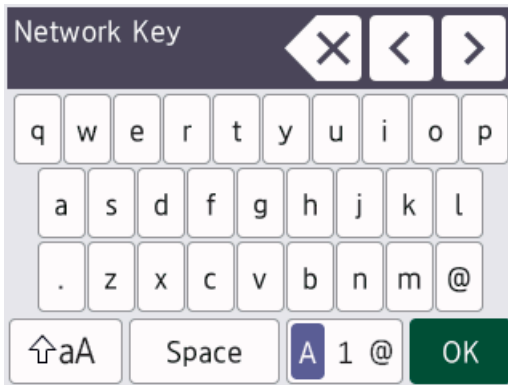 Network Key
q w e r t y u i o p
a s d f g h j k l
. z x c v b n m @
aA Space A 1 @ OK